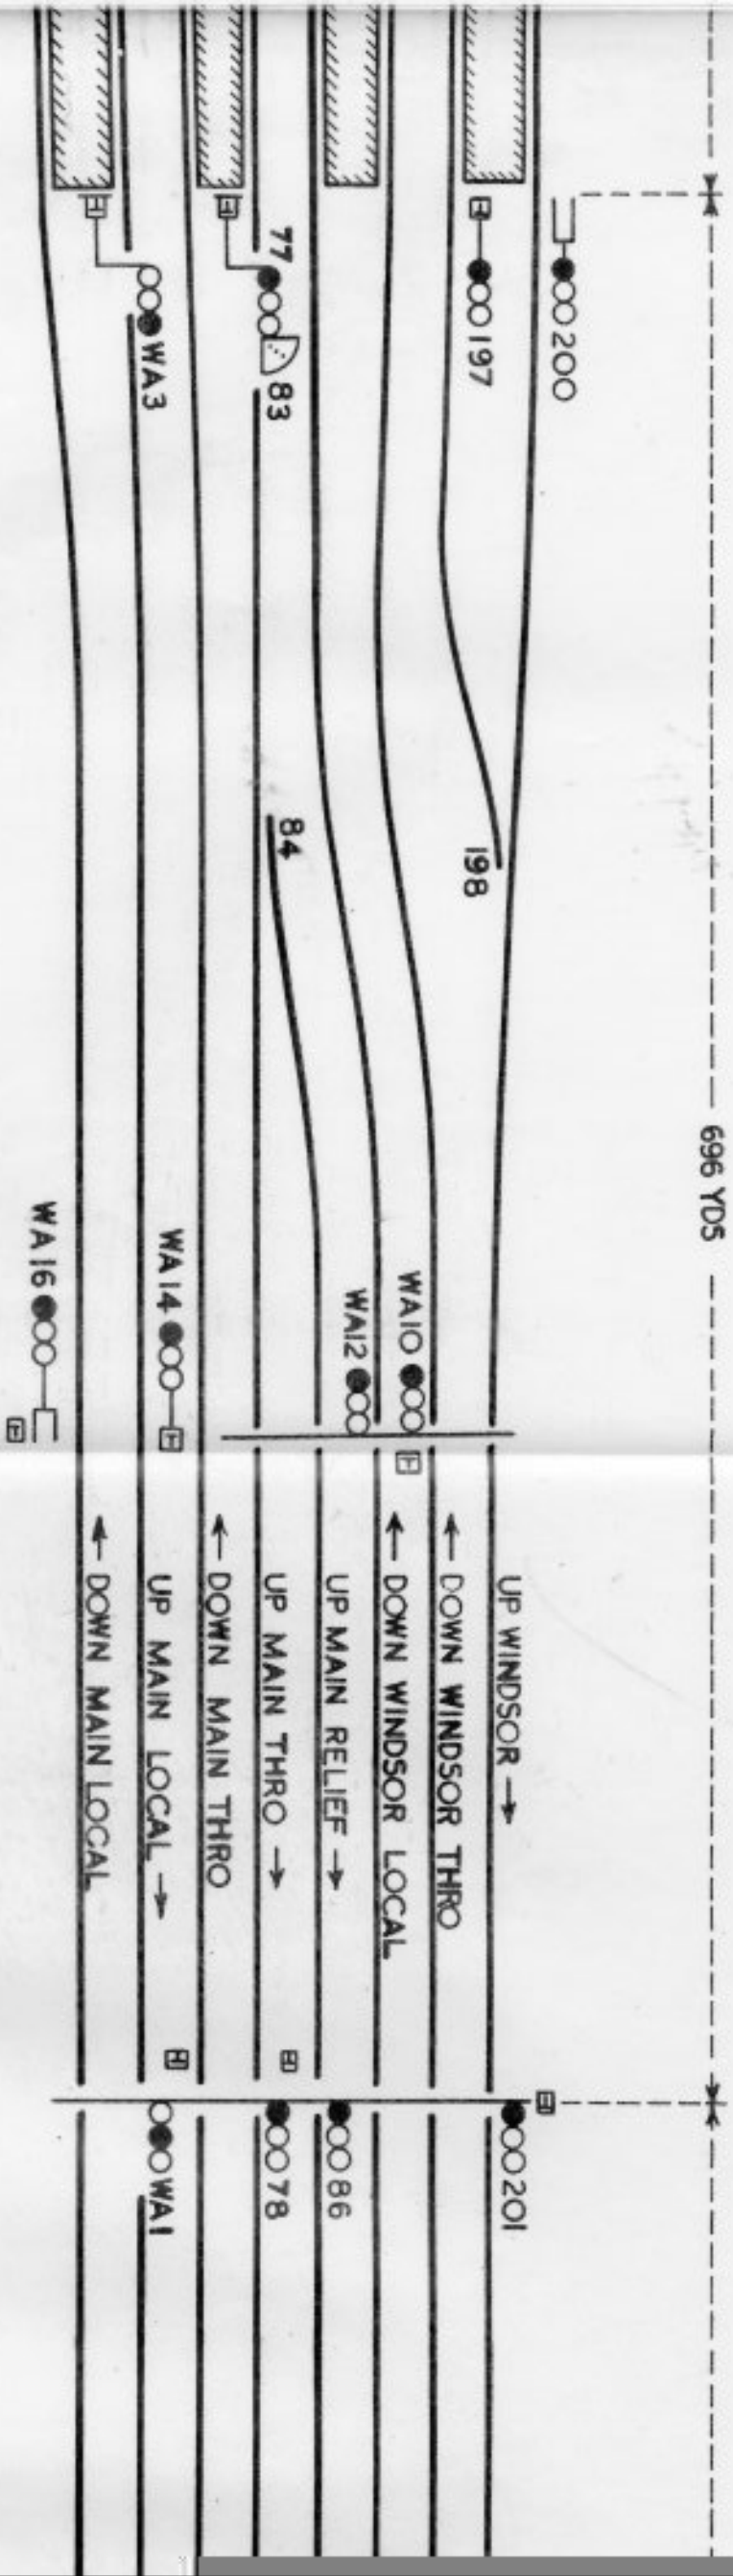 696 YDS
200
197
198
77
83
84
WA3
WA10
WA12
WA14
WA16
UP WINDSOR →
← DOWN WINDSOR THRO
← DOWN WINDSOR LOCAL
UP MAIN RELIEF →
UP MAIN THRO →
← DOWN MAIN THRO
UP MAIN LOCAL →
← DOWN MAIN LOCAL
201
86
78
WA1
T
T
T
T
T
T
T
T
T